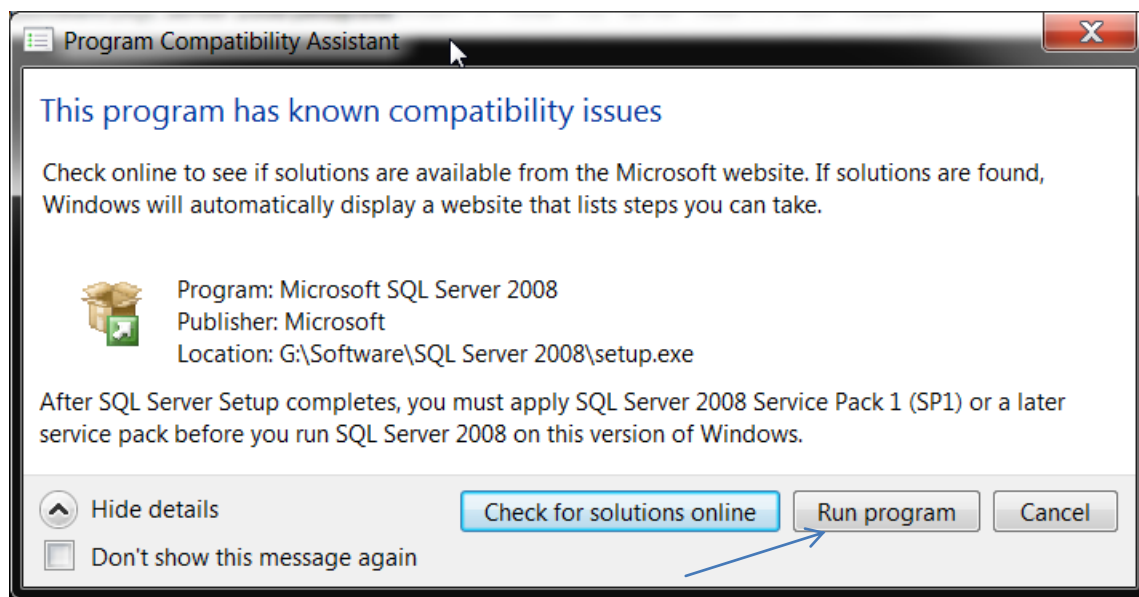 Program Compatibility Assistant
This program has known compatibility issues
Check online to see if solutions are available from the Microsoft website. If solutions are found,
Windows will automatically display a website that lists steps you can take.
Program: Microsoft SQL Server 2008
Publisher: Microsoft
Location: G:\Software\SQL Server 2008\setup.exe
After SQL Server Setup completes, you must apply SQL Server 2008 Service Pack 1 (SP1) or a later
service pack before you run SQL Server 2008 on this version of Windows.
Hide details
Check for solutions online
Run program
Cancel
Don't show this message again